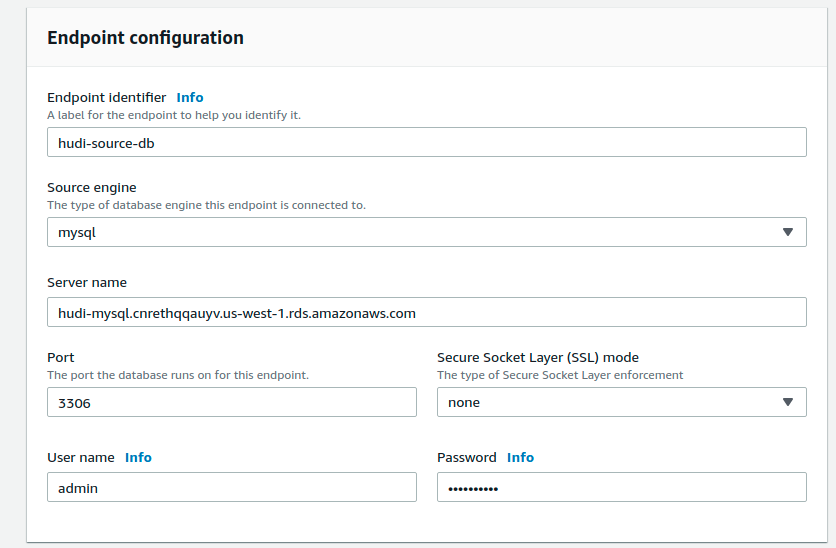 Endpoint configuration
Endpoint identifier Info
A label for the endpoint to help you identify it.
hudi-source-db
Source engine
The type of database engine this endpoint is connected to.
mysql
Server name
hudi-mysql.cnrethqqauyv.us-west-1.rds.amazonaws.com
Port
Secure Socket Layer (SSL) mode
The port the database runs on for this endpoint.
The type of Secure Socket Layer enforcement
3306
none
User name Info
Password Info
admin
••••••••••